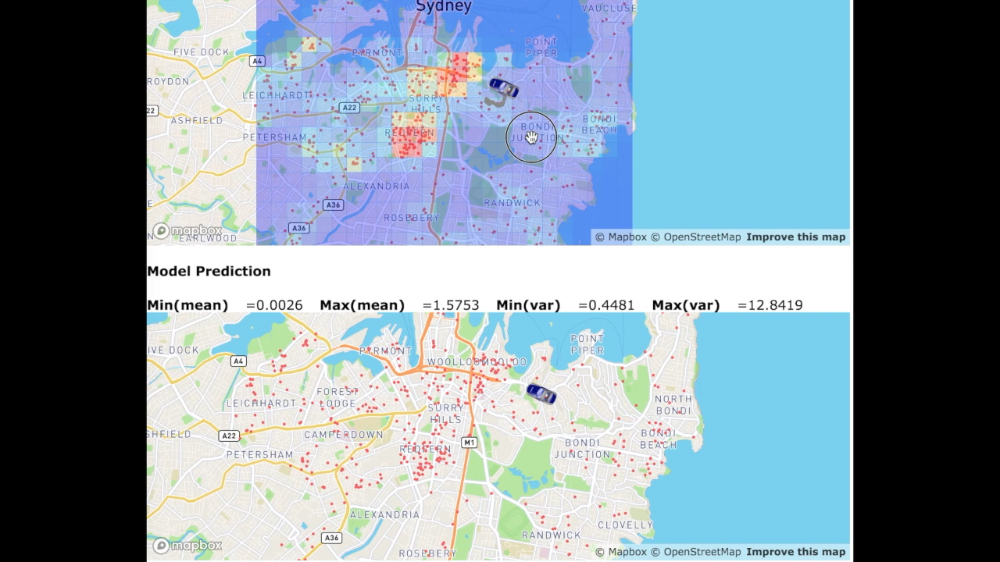 Sydney
VAUCLUSE
FIVE DOCK
A4
PYRMONT
POINT
PIPER
ROYDON
LEICHHARDT
SURRY
HILLS
22
A22
ASHFIELD
PETERSHAM
REDFERN
BONDI
JUNCTION
BONDI
BEACH
ALEXANDRIA
A36
RANDWICK
ROSEBERY
A36
mapbox
EARLWOOD
© Mapbox © OpenStreetMap Improve this map
Model Prediction
Min(mean) =0.0026 Max(mean) =1.5753 Min(var) =0.4481 Max(var) =12.8419
IVE DOCK
A4
PYRMONT
WOOLLOOMOOLOO
POINT
PIPER
LEICHHARDT
FOREST
LODGE
SURRY
HILLS
NORTH
BONDI
SHFIELD
A22
CAMPERDOWN
PETERSHAM
REDFERN
M1
BONDI
JUNCTION
BONDI
BEACH
ALEXANDRIA
CLOVELLY
A36
RANDWICK
mapbox
ROSEBERY
© Mapbox © OpenStreetMap Improve this map